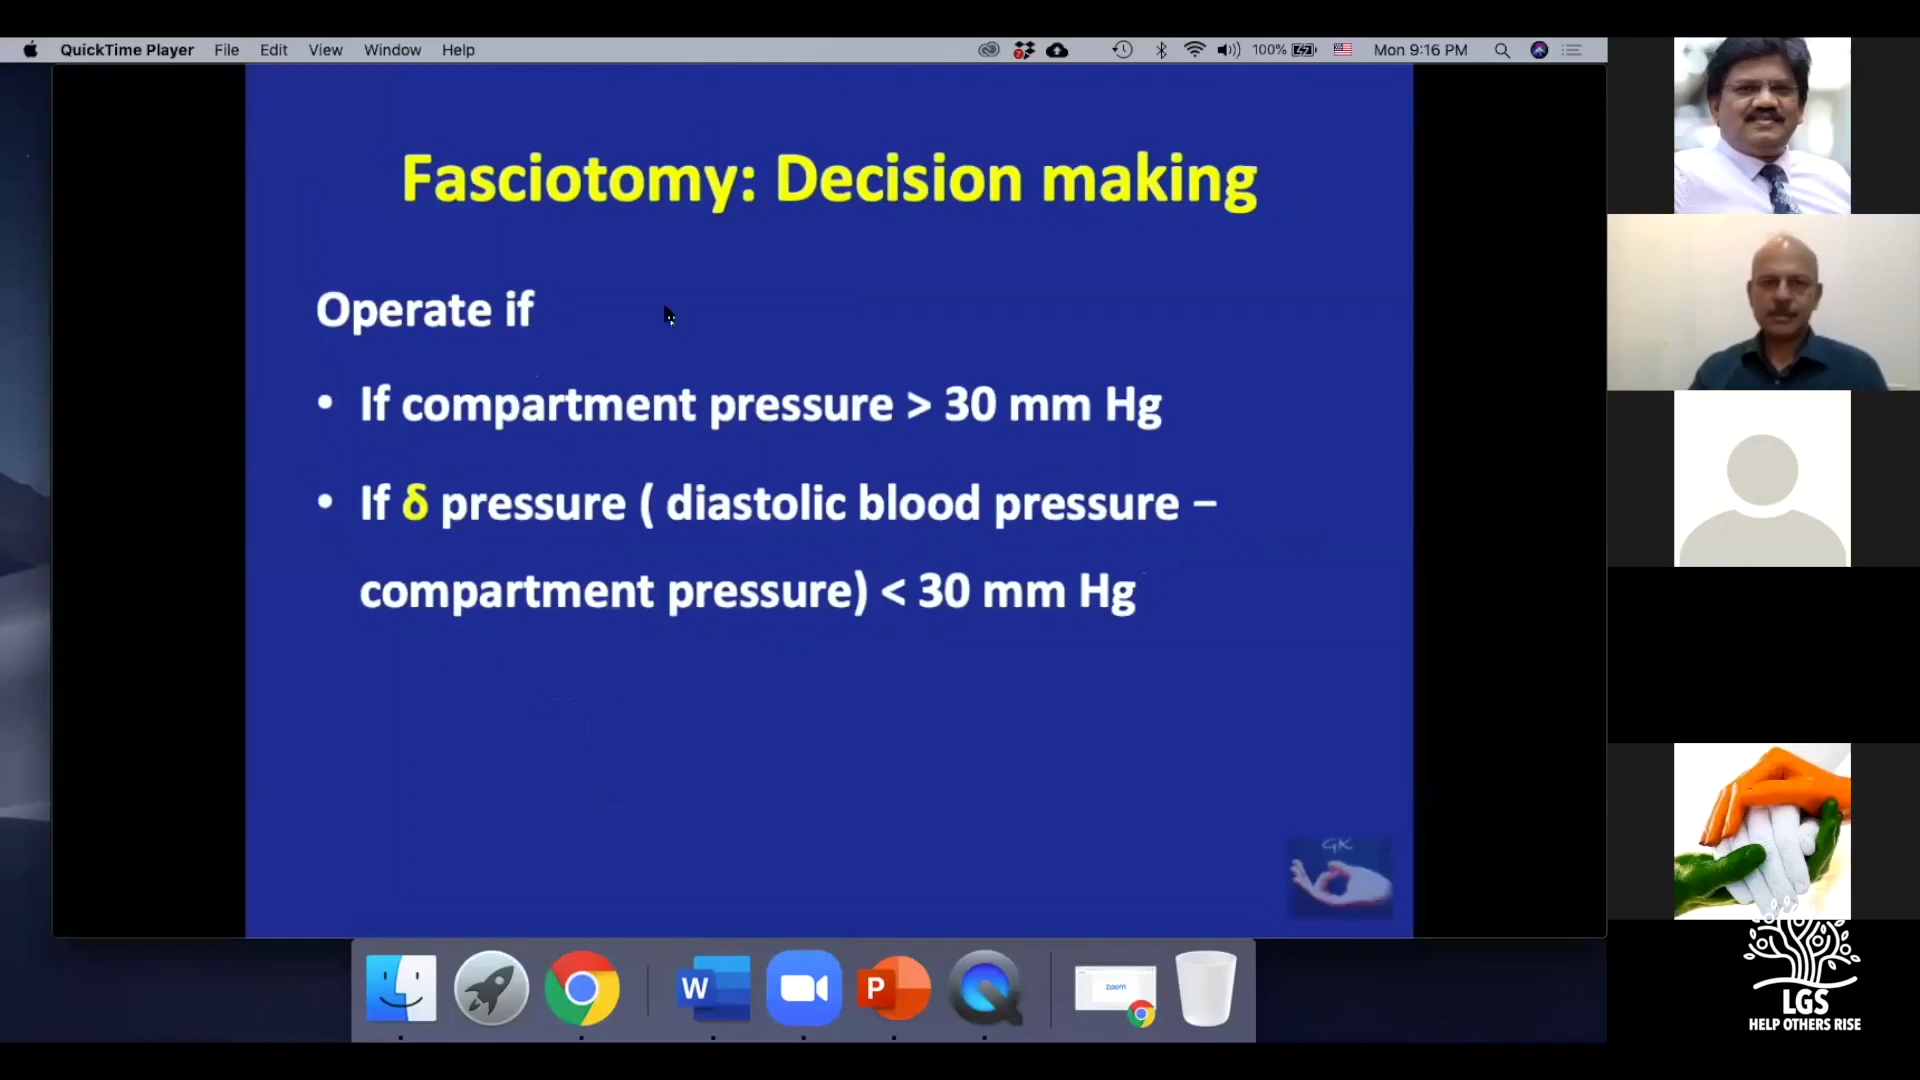 QuickTime Player File Edit View Window Help 100% Mon 9:16 PM
Fasciotomy: Decision making
Operate if
• If compartment pressure > 30 mm Hg
• If δ pressure ( diastolic blood pressure –
compartment pressure) < 30 mm Hg
GK
W
P
zoom
LGS
HELP OTHERS RISE